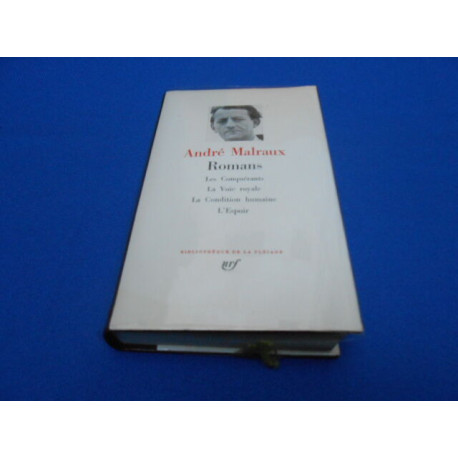 André Malraux
Romans
Les Conquérants
La Voie royale
La Condition humaine
L'Espoir
BIBLIOTHÈQUE DE LA PLÉIADE
nrf